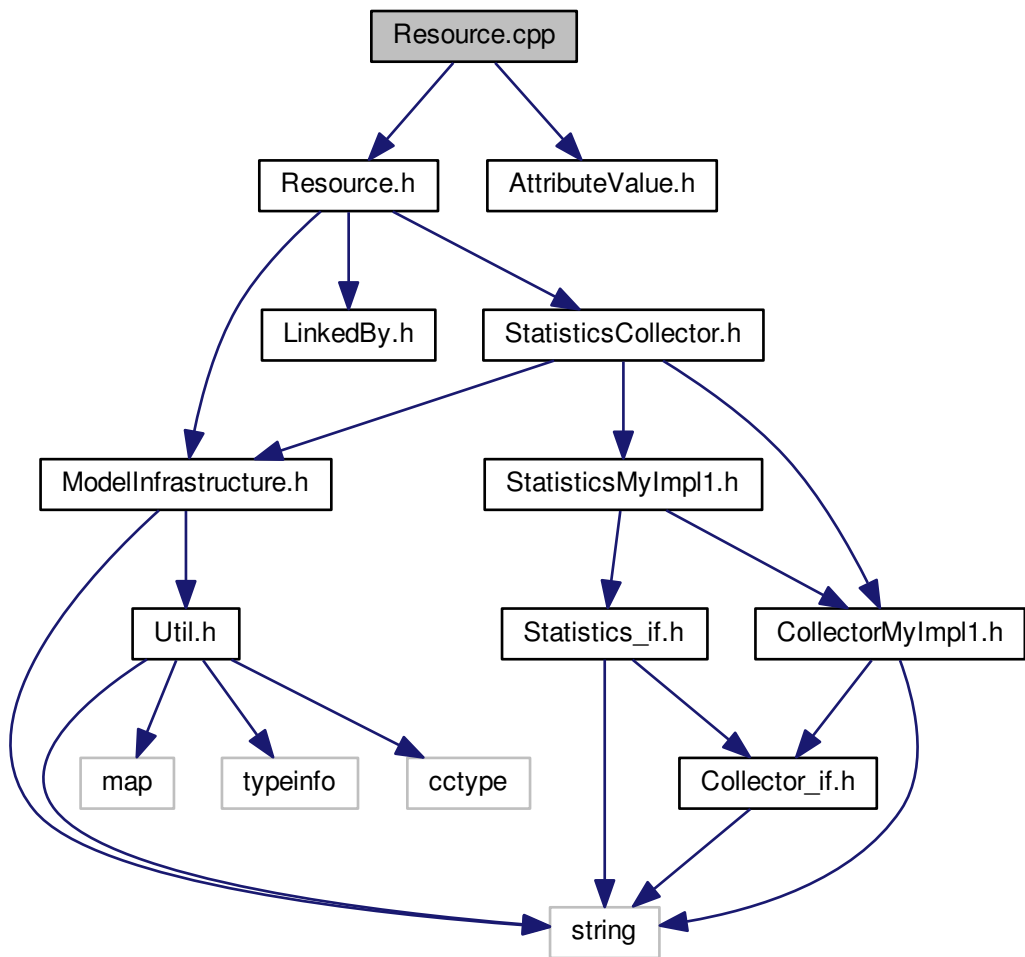 Resource.cpp
Resource.h
AttributeValue.h
LinkedBy.h
StatisticsCollector.h
ModelInfrastructure.h
StatisticsMyImpl1.h
Util.h
Statistics_if.h
CollectorMyImpl1.h
map
typeinfo
cctype
Collector_if.h
string